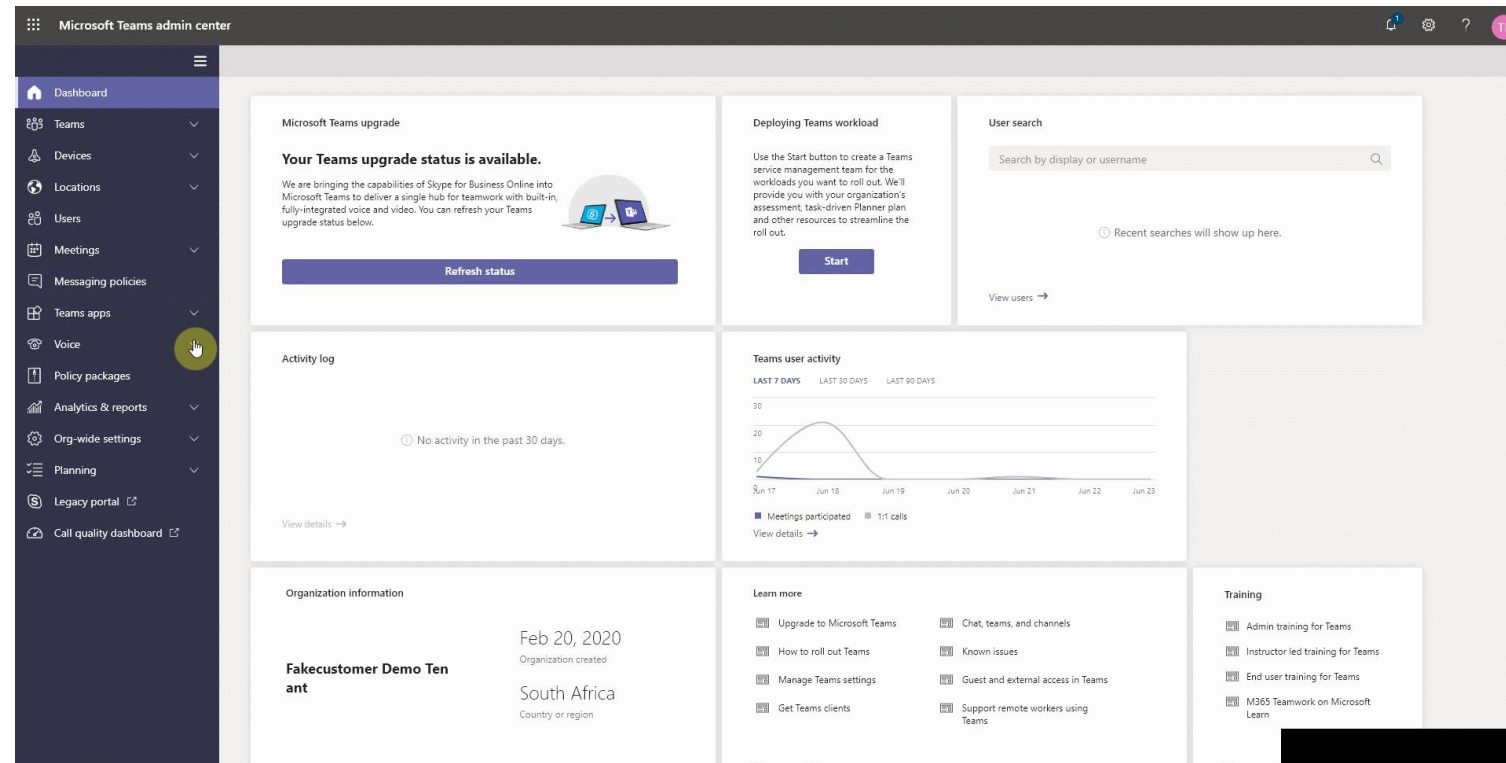 Microsoft Teams admin center
1
?
Dashboard
Teams
Devices
Locations
Users
Meetings
Messaging policies
Teams apps
Voice
Policy packages
Analytics & reports
Org-wide settings
Planning
Legacy portal
Call quality dashboard
Microsoft Teams upgrade
Your Teams upgrade status is available.
We are bringing the capabilities of Skype for Business Online into
Microsoft Teams to deliver a single hub for teamwork with built-in,
fully-integrated voice and video. You can refresh your Teams
upgrade status below.
Refresh status
Deploying Teams workload
Use the Start button to create a Teams
service management team for the
workloads you want to roll out. We'll
provide you with your organization's
assessment, task-driven Planner plan
and other resources to streamline the
roll out.
Start
User search
Search by display or username
Recent searches will show up here.
View users →
Activity log
No activity in the past 30 days.
View details →
Teams user activity
LAST 7 DAYS LAST 30 DAYS LAST 90 DAYS
30
20
10
0
Jun 17 Jun 18 Jun 19 Jun 20 Jun 21 Jun 22 Jun 23
Meetings participated 1:1 calls
View details →
Organization information
Fakecustomer Demo Ten
ant
Feb 20, 2020
Organization created
South Africa
Country or region
Learn more
Upgrade to Microsoft Teams
How to roll out Teams
Manage Teams settings
Get Teams clients
Chat, teams, and channels
Known issues
Guest and external access in Teams
Support remote workers using
Teams
Training
Admin training for Teams
Instructor led training for Teams
End user training for Teams
M365 Teamwork on Microsoft
Learn